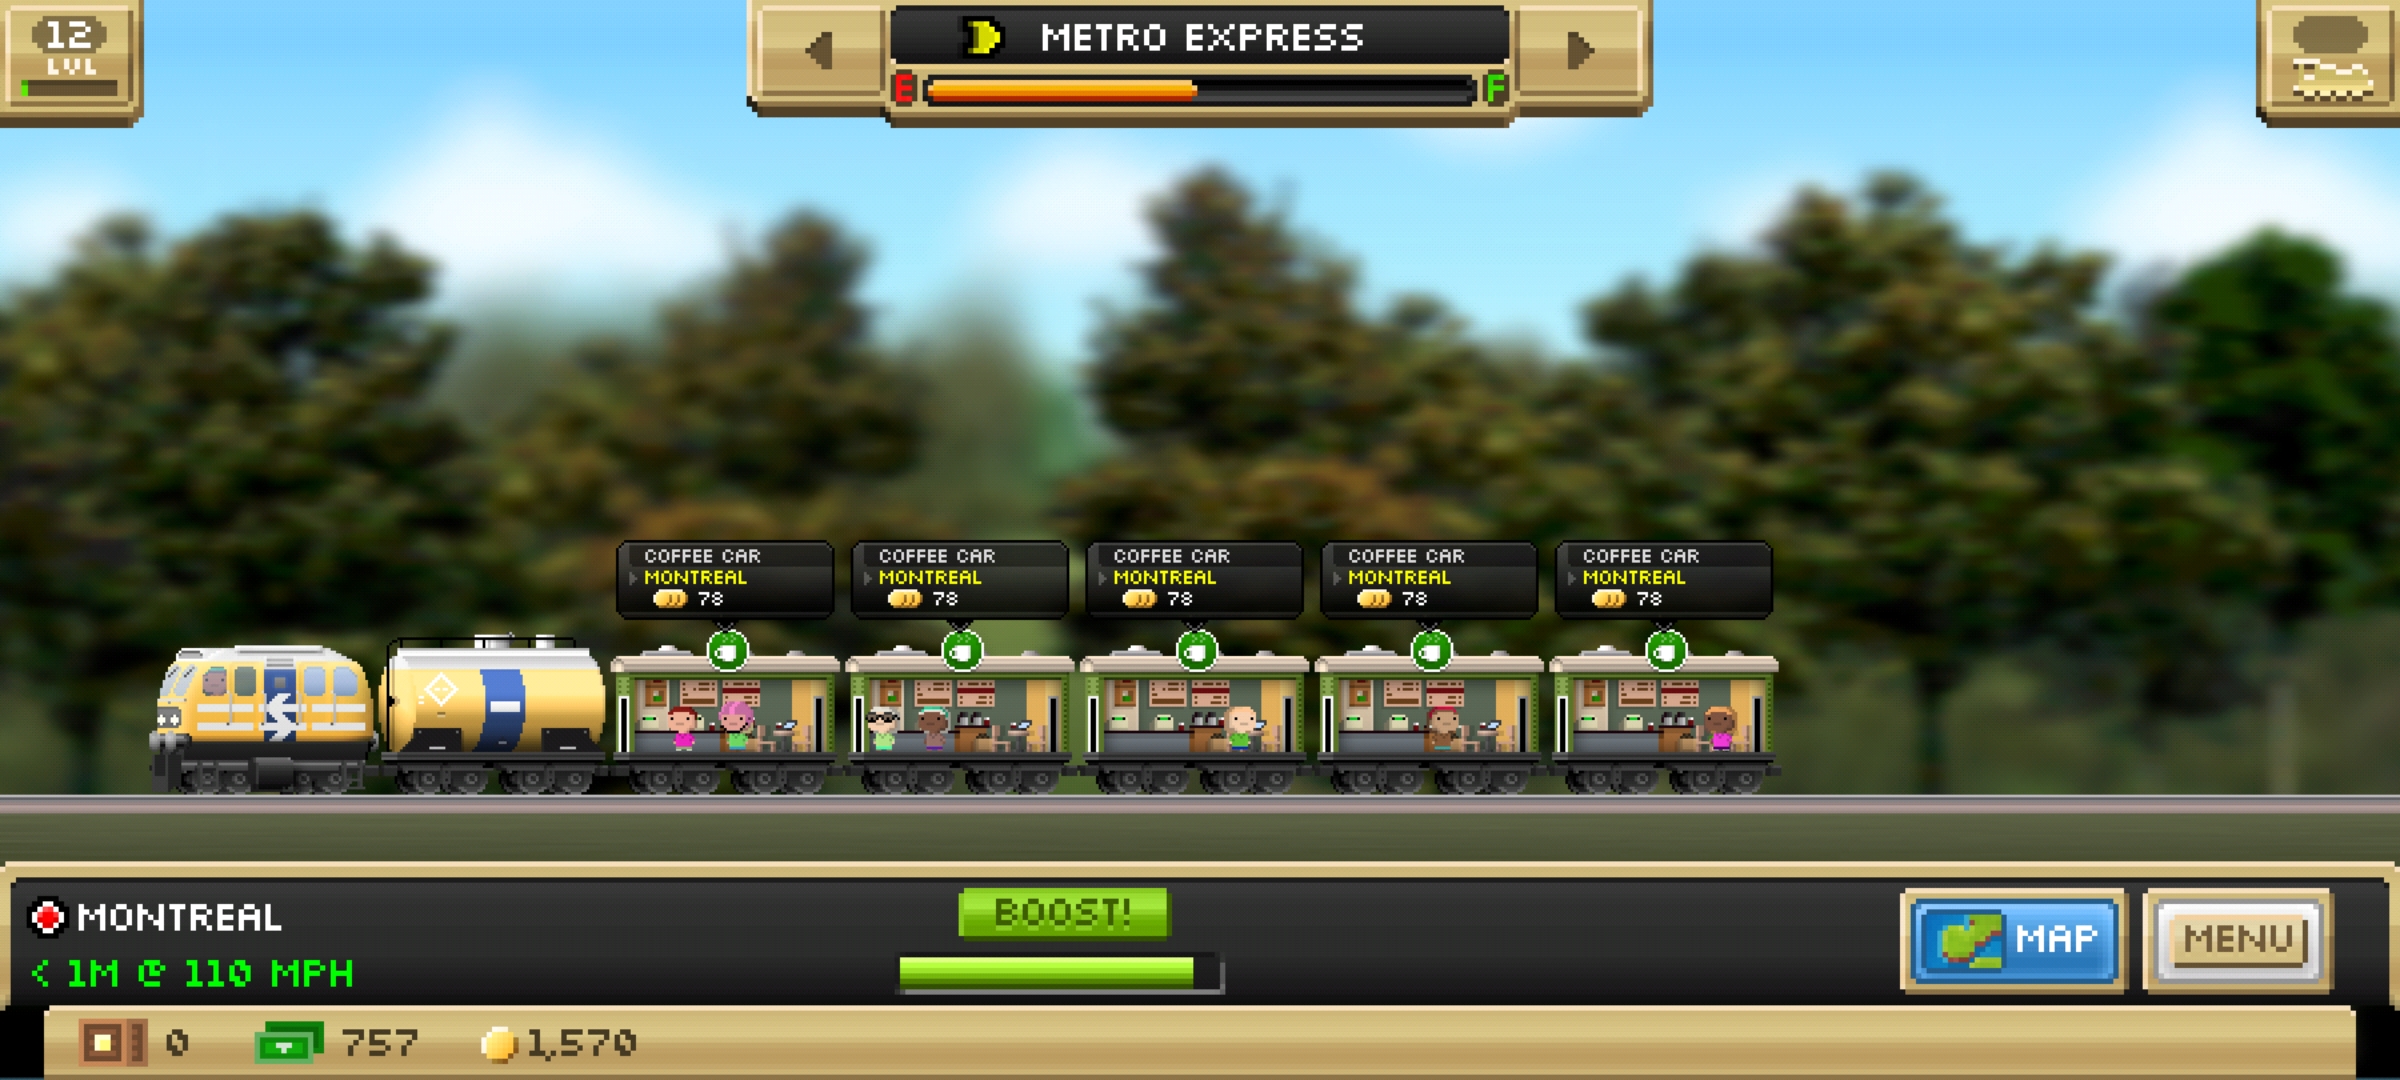 12
LVL
METRO EXPRESS
E
F
COFFEE CAR
MONTREAL
78
COFFEE CAR
MONTREAL
78
COFFEE CAR
MONTREAL
78
COFFEE CAR
MONTREAL
78
COFFEE CAR
MONTREAL
78
MONTREAL
< 1M @ 110 MPH
BOOST!
MAP
MENU
0
757
1,570